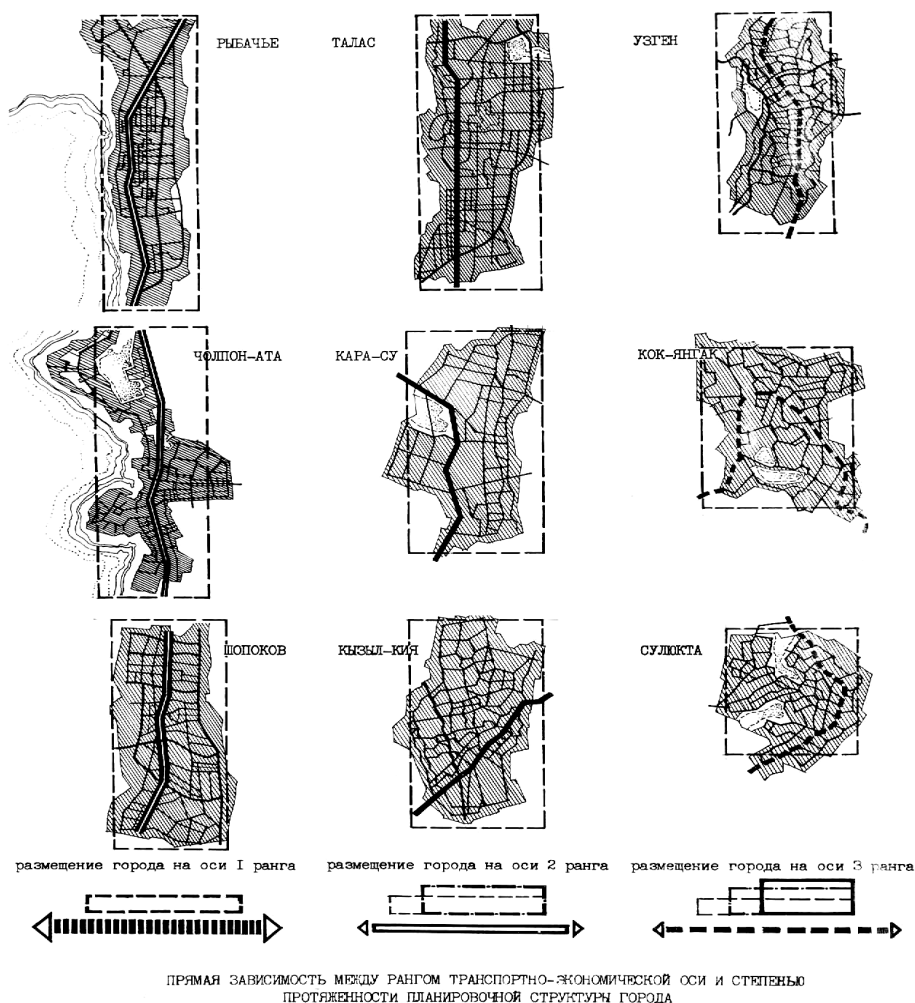 РЫБАЧЬЕ
ТАЛАС
УЗГЕН
ЧОЛПОН-АТА
КАРА-СУ
КОК-ЯНГАК
ШОПОКОВ
КЫЗЫЛ-КИЯ
СУЛЮКТА
размещение города на оси I ранга
размещение города на оси 2 ранга
размещение города на оси 3 ранга
ПРЯМАЯ ЗАВИСИМОСТЬ МЕЖДУ РАНГОМ ТРАНСПОРТНО-ЭКОНОМИЧЕСКОЙ ОСИ И СТЕПЕНЬЮ
ПРОТЯЖЕННОСТИ ПЛАНИРОВОЧНОЙ СТРУКТУРЫ ГОРОДА